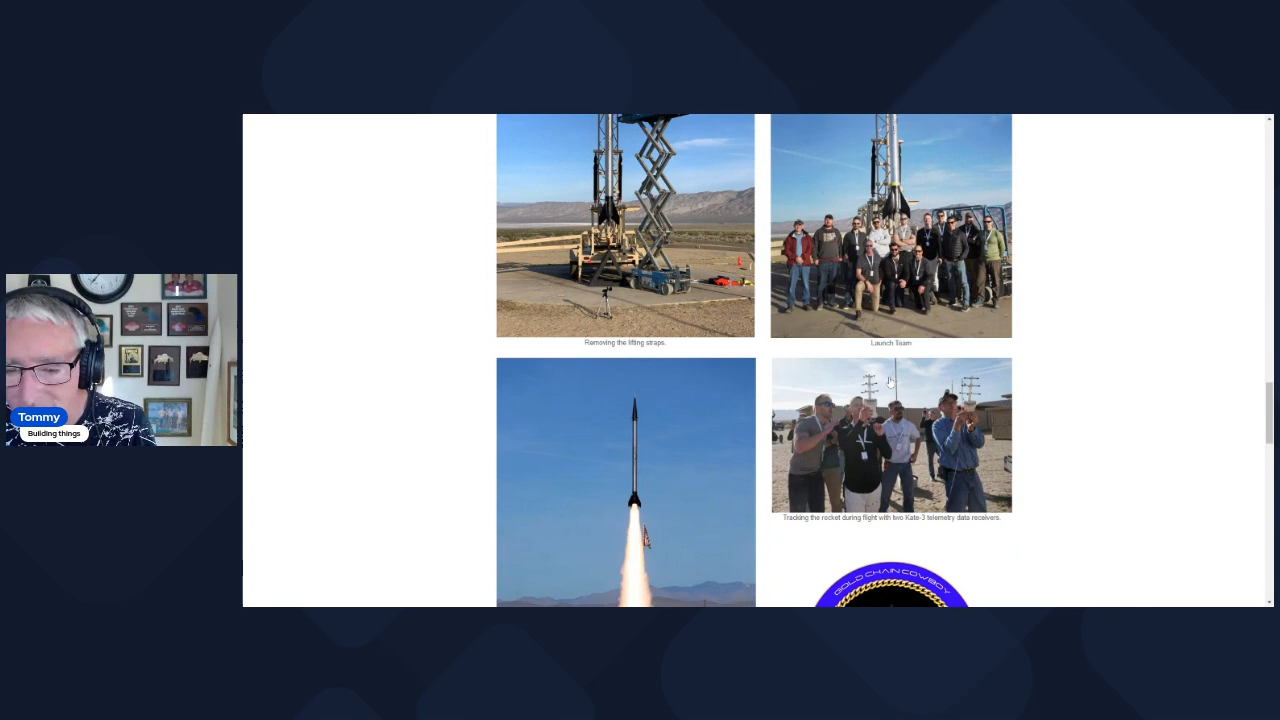 Removing the lifting straps.
Launch Team
Tracking the rocket during flight with two Kate-3 telemetry data receivers.
GOLD CHAIN COWBOY
Tommy
Building things